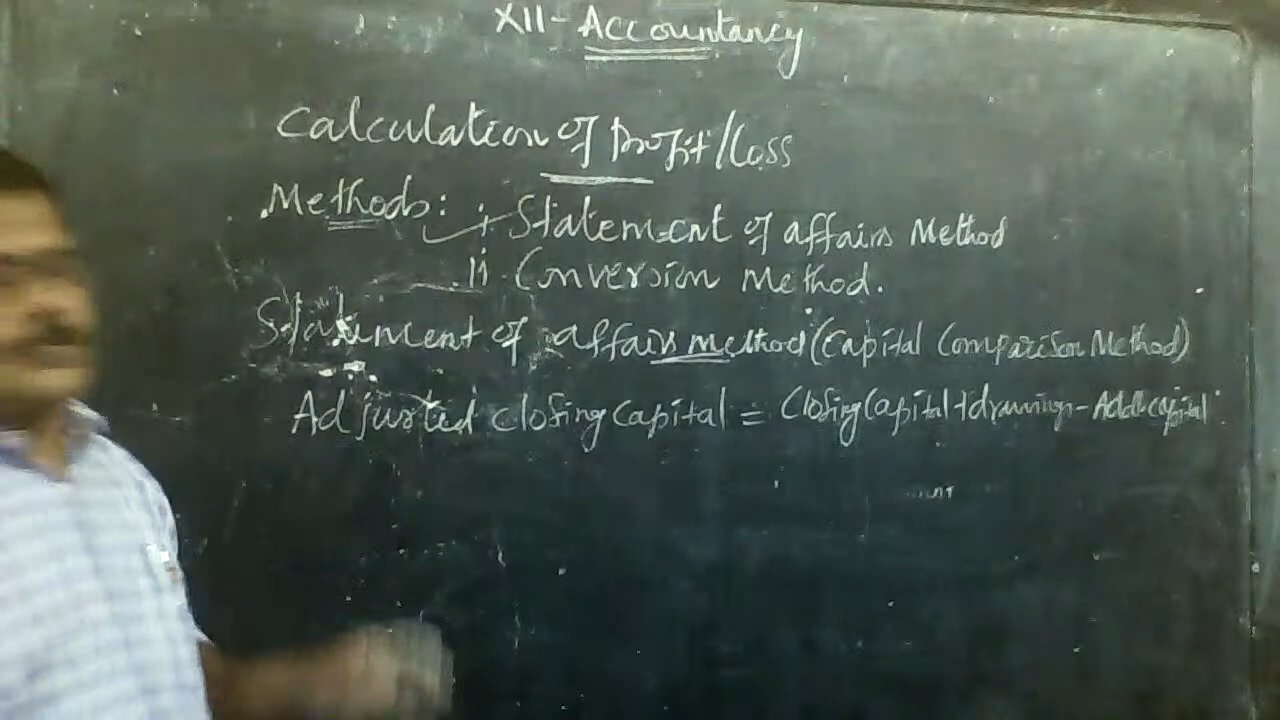 XII - Accountancy
Calculation of Profit/Loss
Methods: i. Statement of affairs Method
ii. Conversion Method.
Statement of affairs method (Capital Comparison Method)
Adjusted closing Capital = Closing Capital + drawings - Addl. capital